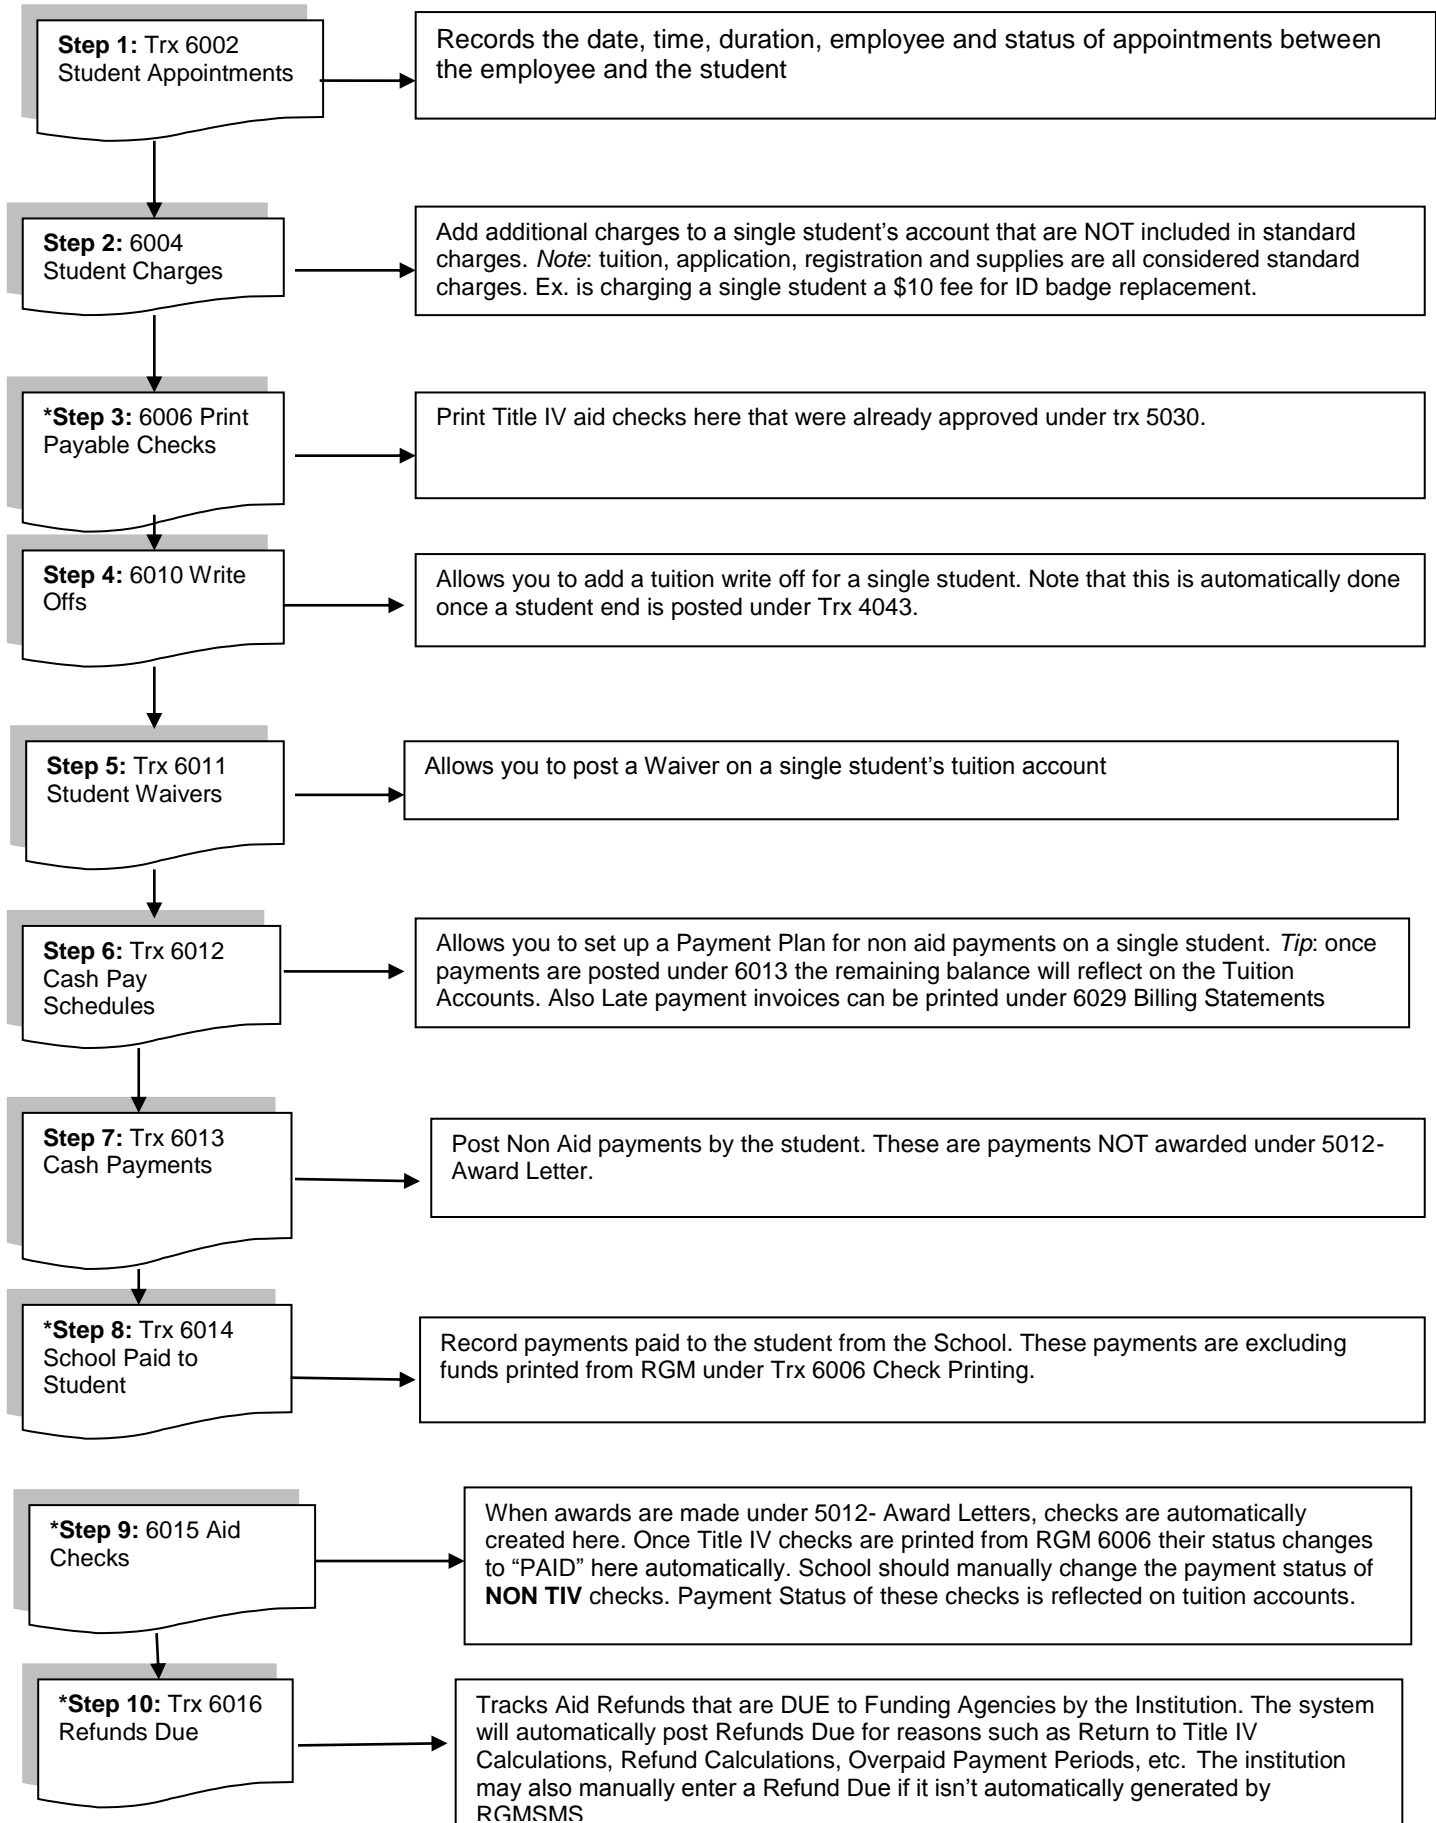 Step 1: Trx 6002
Student Appointments
Records the date, time, duration, employee and status of appointments between
the employee and the student
Step 2: 6004
Student Charges
Add additional charges to a single student’s account that are NOT included in standard
charges. Note: tuition, application, registration and supplies are all considered standard
charges. Ex. is charging a single student a $10 fee for ID badge replacement.
*Step 3: 6006 Print
Payable Checks
Print Title IV aid checks here that were already approved under trx 5030.
Step 4: 6010 Write
Offs
Allows you to add a tuition write off for a single student. Note that this is automatically done
once a student end is posted under Trx 4043.
Step 5: Trx 6011
Student Waivers
Allows you to post a Waiver on a single student’s tuition account
Step 6: Trx 6012
Cash Pay
Schedules
Allows you to set up a Payment Plan for non aid payments on a single student. Tip: once
payments are posted under 6013 the remaining balance will reflect on the Tuition
Accounts. Also Late payment invoices can be printed under 6029 Billing Statements
Step 7: Trx 6013
Cash Payments
Post Non Aid payments by the student. These are payments NOT awarded under 5012-
Award Letter.
*Step 8: Trx 6014
School Paid to
Student
Record payments paid to the student from the School. These payments are excluding
funds printed from RGM under Trx 6006 Check Printing.
*Step 9: 6015 Aid
Checks
When awards are made under 5012- Award Letters, checks are automatically
created here. Once Title IV checks are printed from RGM 6006 their status changes
to “PAID” here automatically. School should manually change the payment status of
NON TIV checks. Payment Status of these checks is reflected on tuition accounts.
*Step 10: Trx 6016
Refunds Due
Tracks Aid Refunds that are DUE to Funding Agencies by the Institution. The system
will automatically post Refunds Due for reasons such as Return to Title IV
Calculations, Refund Calculations, Overpaid Payment Periods, etc. The institution
may also manually enter a Refund Due if it isn’t automatically generated by
RGMSMS